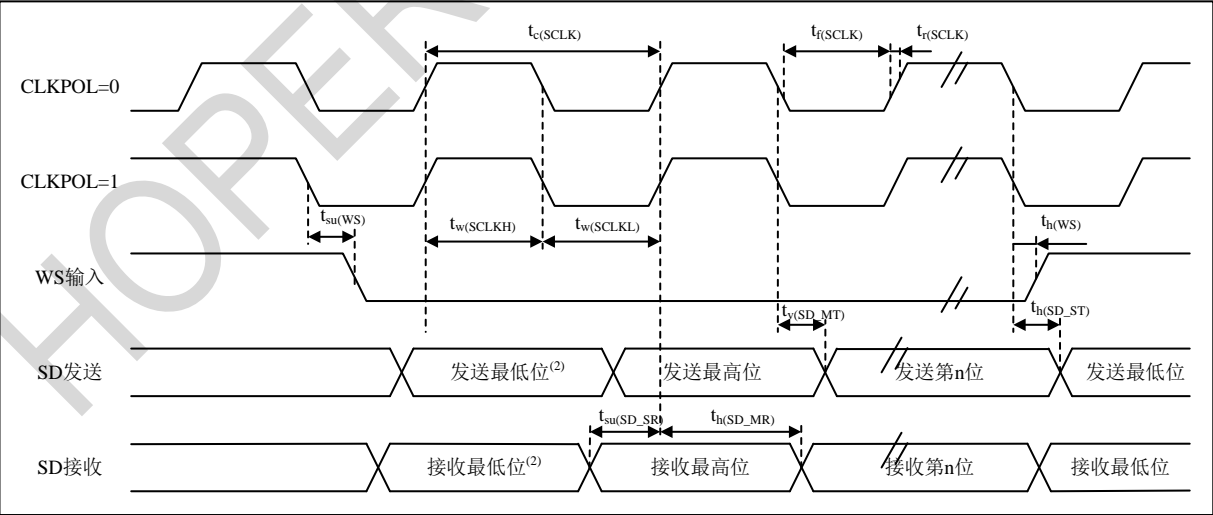 HOPER
tc(SCLK)
tf(SCLK)
tr(SCLK)
CLKPOL=0
CLKPOL=1
tsu(WS)
tw(SCLKH)
tw(SCLKL)
th(WS)
WS输入
tv(SD_MT)
th(SD_ST)
SD发送
发送最低位(2)
发送最高位
发送第n位
发送最低位
tsu(SD_SR)
th(SD_MR)
SD接收
接收最低位(2)
接收最高位
接收第n位
接收最低位